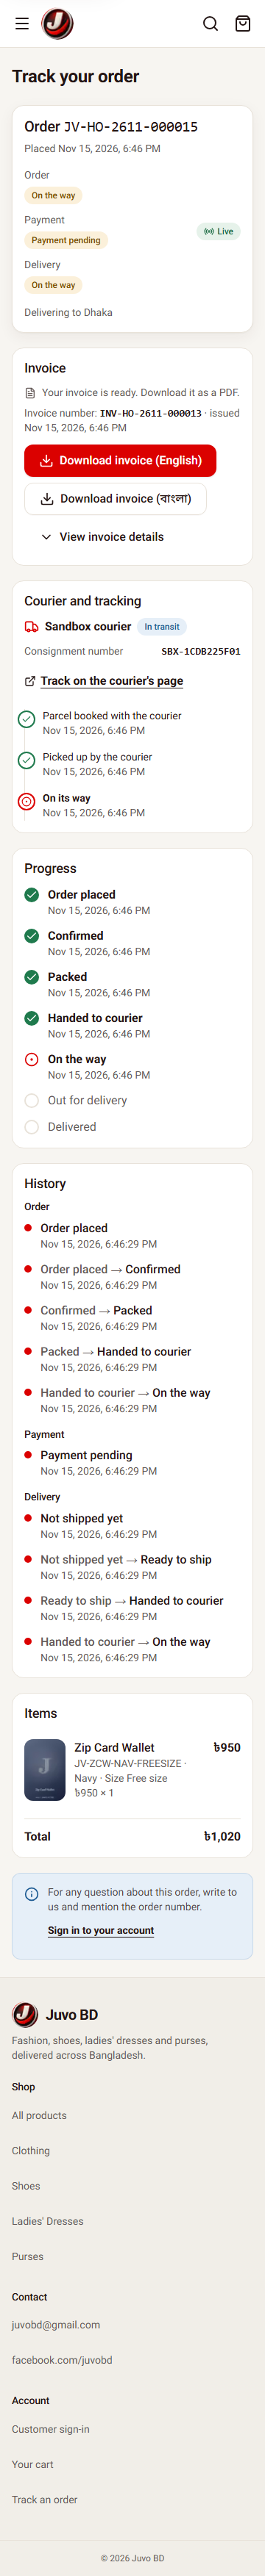 J
Track your order
Order JV-HO-2611-000015
Placed Nov 15, 2026, 6:46 PM
Order
On the way
Payment
Payment pending
Live
Delivery
On the way
Delivering to Dhaka
Invoice
Your invoice is ready. Download it as a PDF.
Invoice number: INV-HO-2611-000013 · issued
Nov 15, 2026, 6:46 PM
Download invoice (English)
Download invoice (বাংলা)
View invoice details
Courier and tracking
Sandbox courier In transit
Consignment number SBX-1CDB225F01
Track on the courier's page
Parcel booked with the courier
Nov 15, 2026, 6:46 PM
Picked up by the courier
Nov 15, 2026, 6:46 PM
On its way
Nov 15, 2026, 6:46 PM
Progress
Order placed
Nov 15, 2026, 6:46 PM
Confirmed
Nov 15, 2026, 6:46 PM
Packed
Nov 15, 2026, 6:46 PM
Handed to courier
Nov 15, 2026, 6:46 PM
On the way
Nov 15, 2026, 6:46 PM
Out for delivery
Delivered
History
Order
Order placed
Nov 15, 2026, 6:46:29 PM
Order placed → Confirmed
Nov 15, 2026, 6:46:29 PM
Confirmed → Packed
Nov 15, 2026, 6:46:29 PM
Packed → Handed to courier
Nov 15, 2026, 6:46:29 PM
Handed to courier → On the way
Nov 15, 2026, 6:46:29 PM
Payment
Payment pending
Nov 15, 2026, 6:46:29 PM
Delivery
Not shipped yet
Nov 15, 2026, 6:46:29 PM
Not shipped yet → Ready to ship
Nov 15, 2026, 6:46:29 PM
Ready to ship → Handed to courier
Nov 15, 2026, 6:46:29 PM
Handed to courier → On the way
Nov 15, 2026, 6:46:29 PM
Items
J
Zip Card Wallet ৳950
JV-ZCW-NAV-FREESIZE ·
Navy · Size Free size
৳950 × 1
Total ৳1,020
For any question about this order, write to
us and mention the order number.
Sign in to your account
J Juvo BD
Fashion, shoes, ladies' dresses and purses,
delivered across Bangladesh.
Shop
All products
Clothing
Shoes
Ladies' Dresses
Purses
Contact
juvobd@gmail.com
facebook.com/juvobd
Account
Customer sign-in
Your cart
Track an order
© 2026 Juvo BD